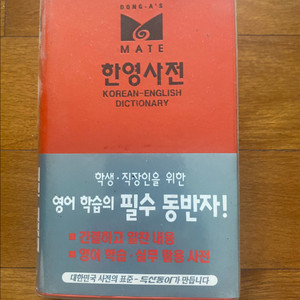 DONG-A'S
MATE
한영사전
KOREAN-ENGLISH
DICTIONARY
학생·직장인을 위한
영어 학습의 필수 동반자!
■ 간결하고 알찬 내용
■ 영어 학습·실무 활용 사전
대한민국 사전의 표준-두산동아가 만듭니다